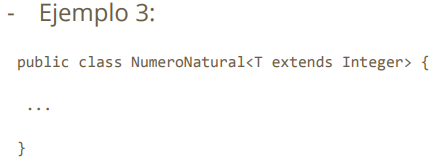 - Ejemplo 3:
public class NumeroNatural<T extends Integer> {
...
}